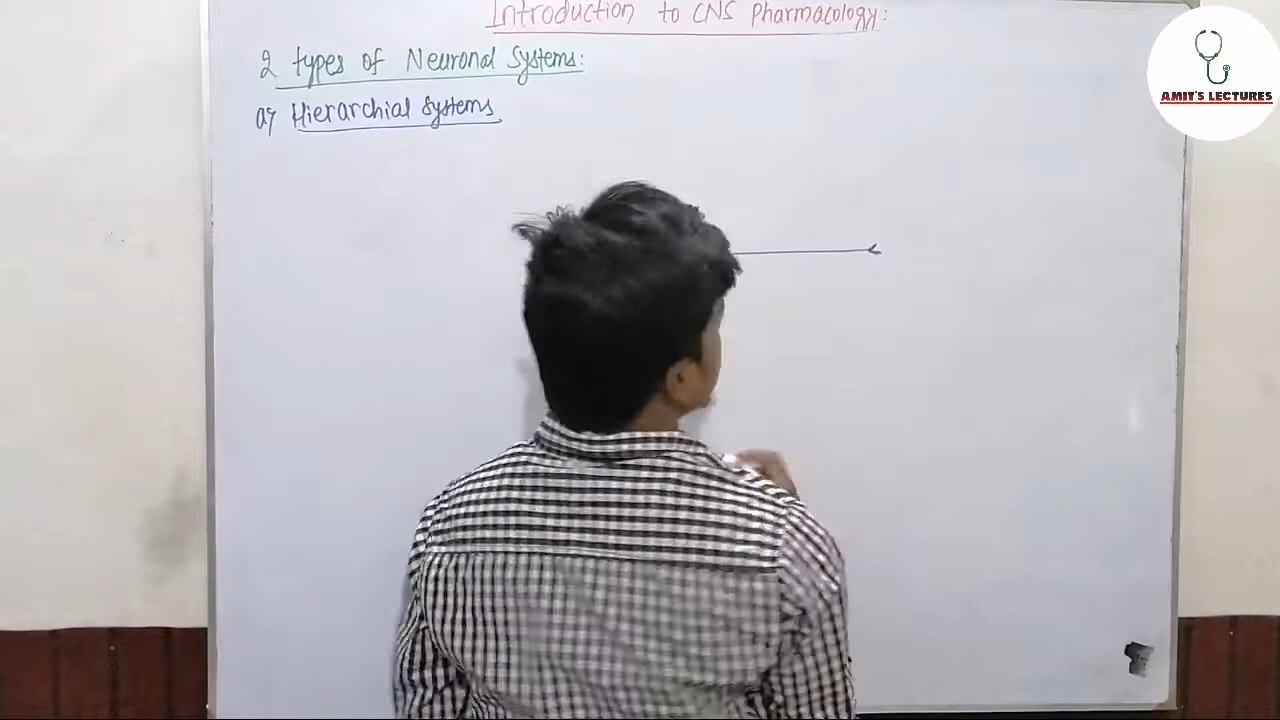 Introduction to CNS Pharmacology:
2 types of Neuronal Systems:
a) Hierarchial Systems
AMIT'S LECTURES